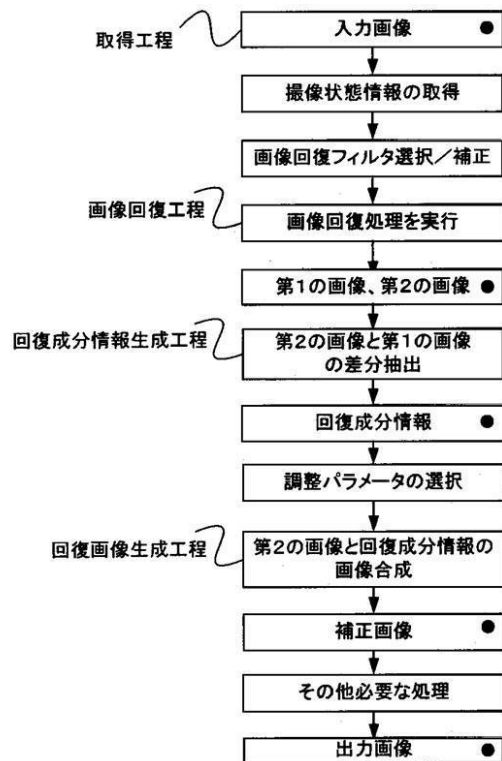 入力画像
取得工程
撮像状態情報の取得
画像回復フィルタ選択／補正
画像回復工程
画像回復処理を実行
第1の画像、第2の画像
回復成分情報生成工程
第2の画像と第1の画像
の差分抽出
回復成分情報
調整パラメータの選択
回復画像生成工程
第2の画像と回復成分情報の
画像合成
補正画像
その他必要な処理
出力画像